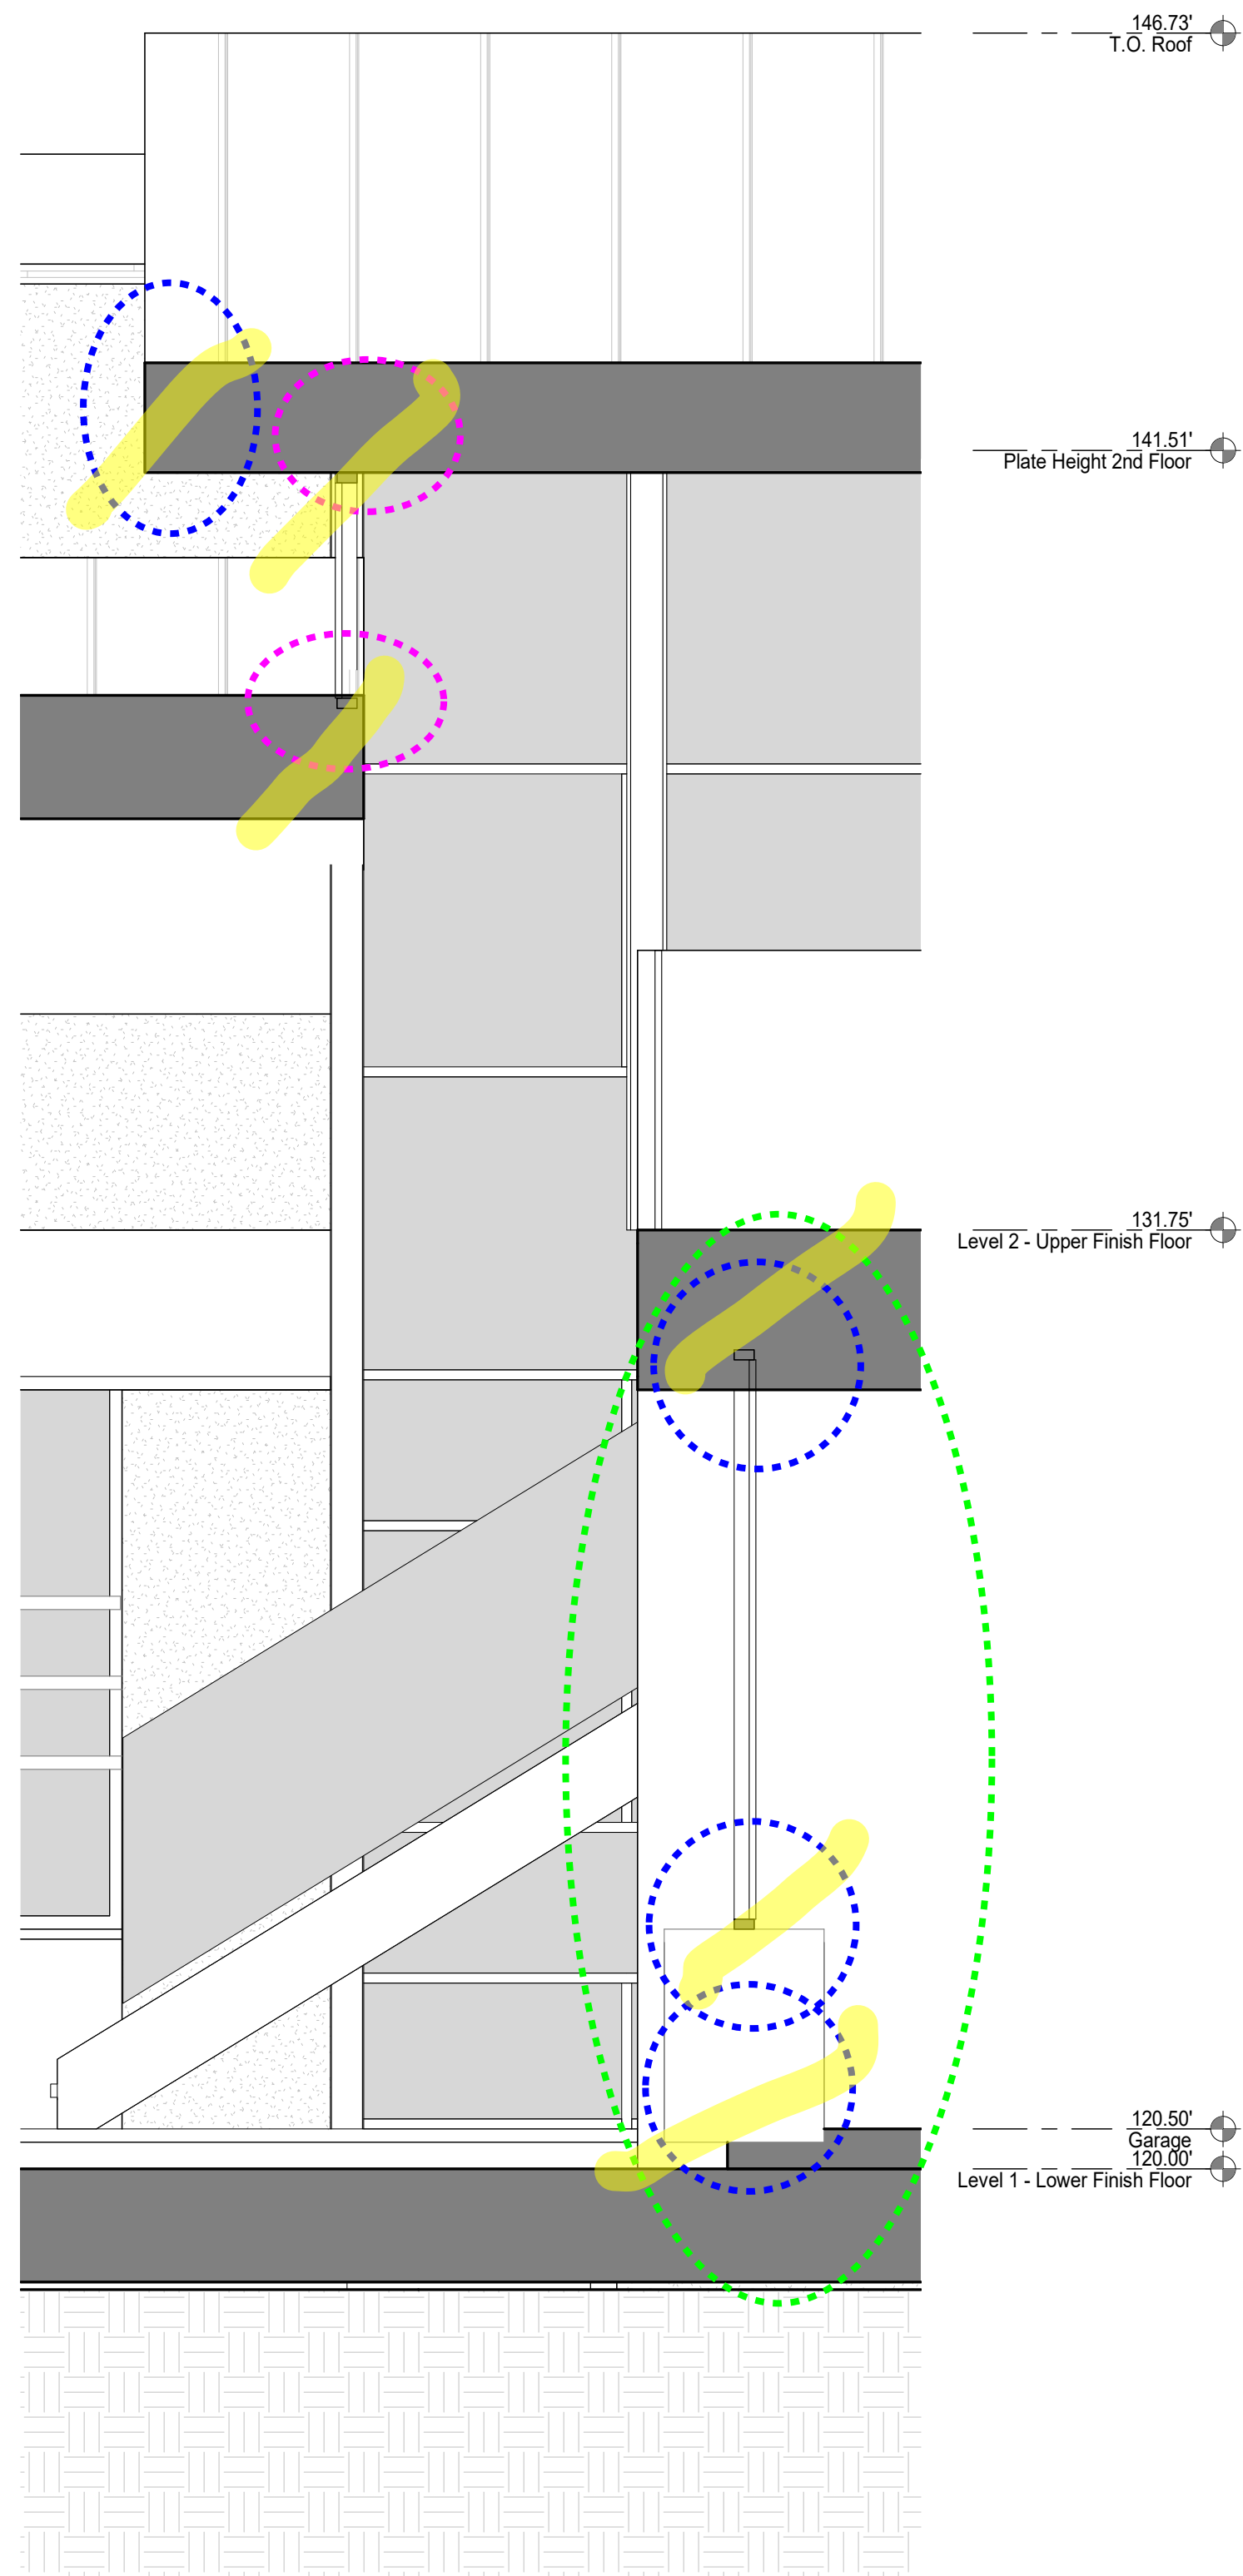 146.73'
T.O. Roof
141.51'
Plate Height 2nd Floor
131.75'
Level 2 - Upper Finish Floor
120.50'
Garage
120.00'
Level 1 - Lower Finish Floor